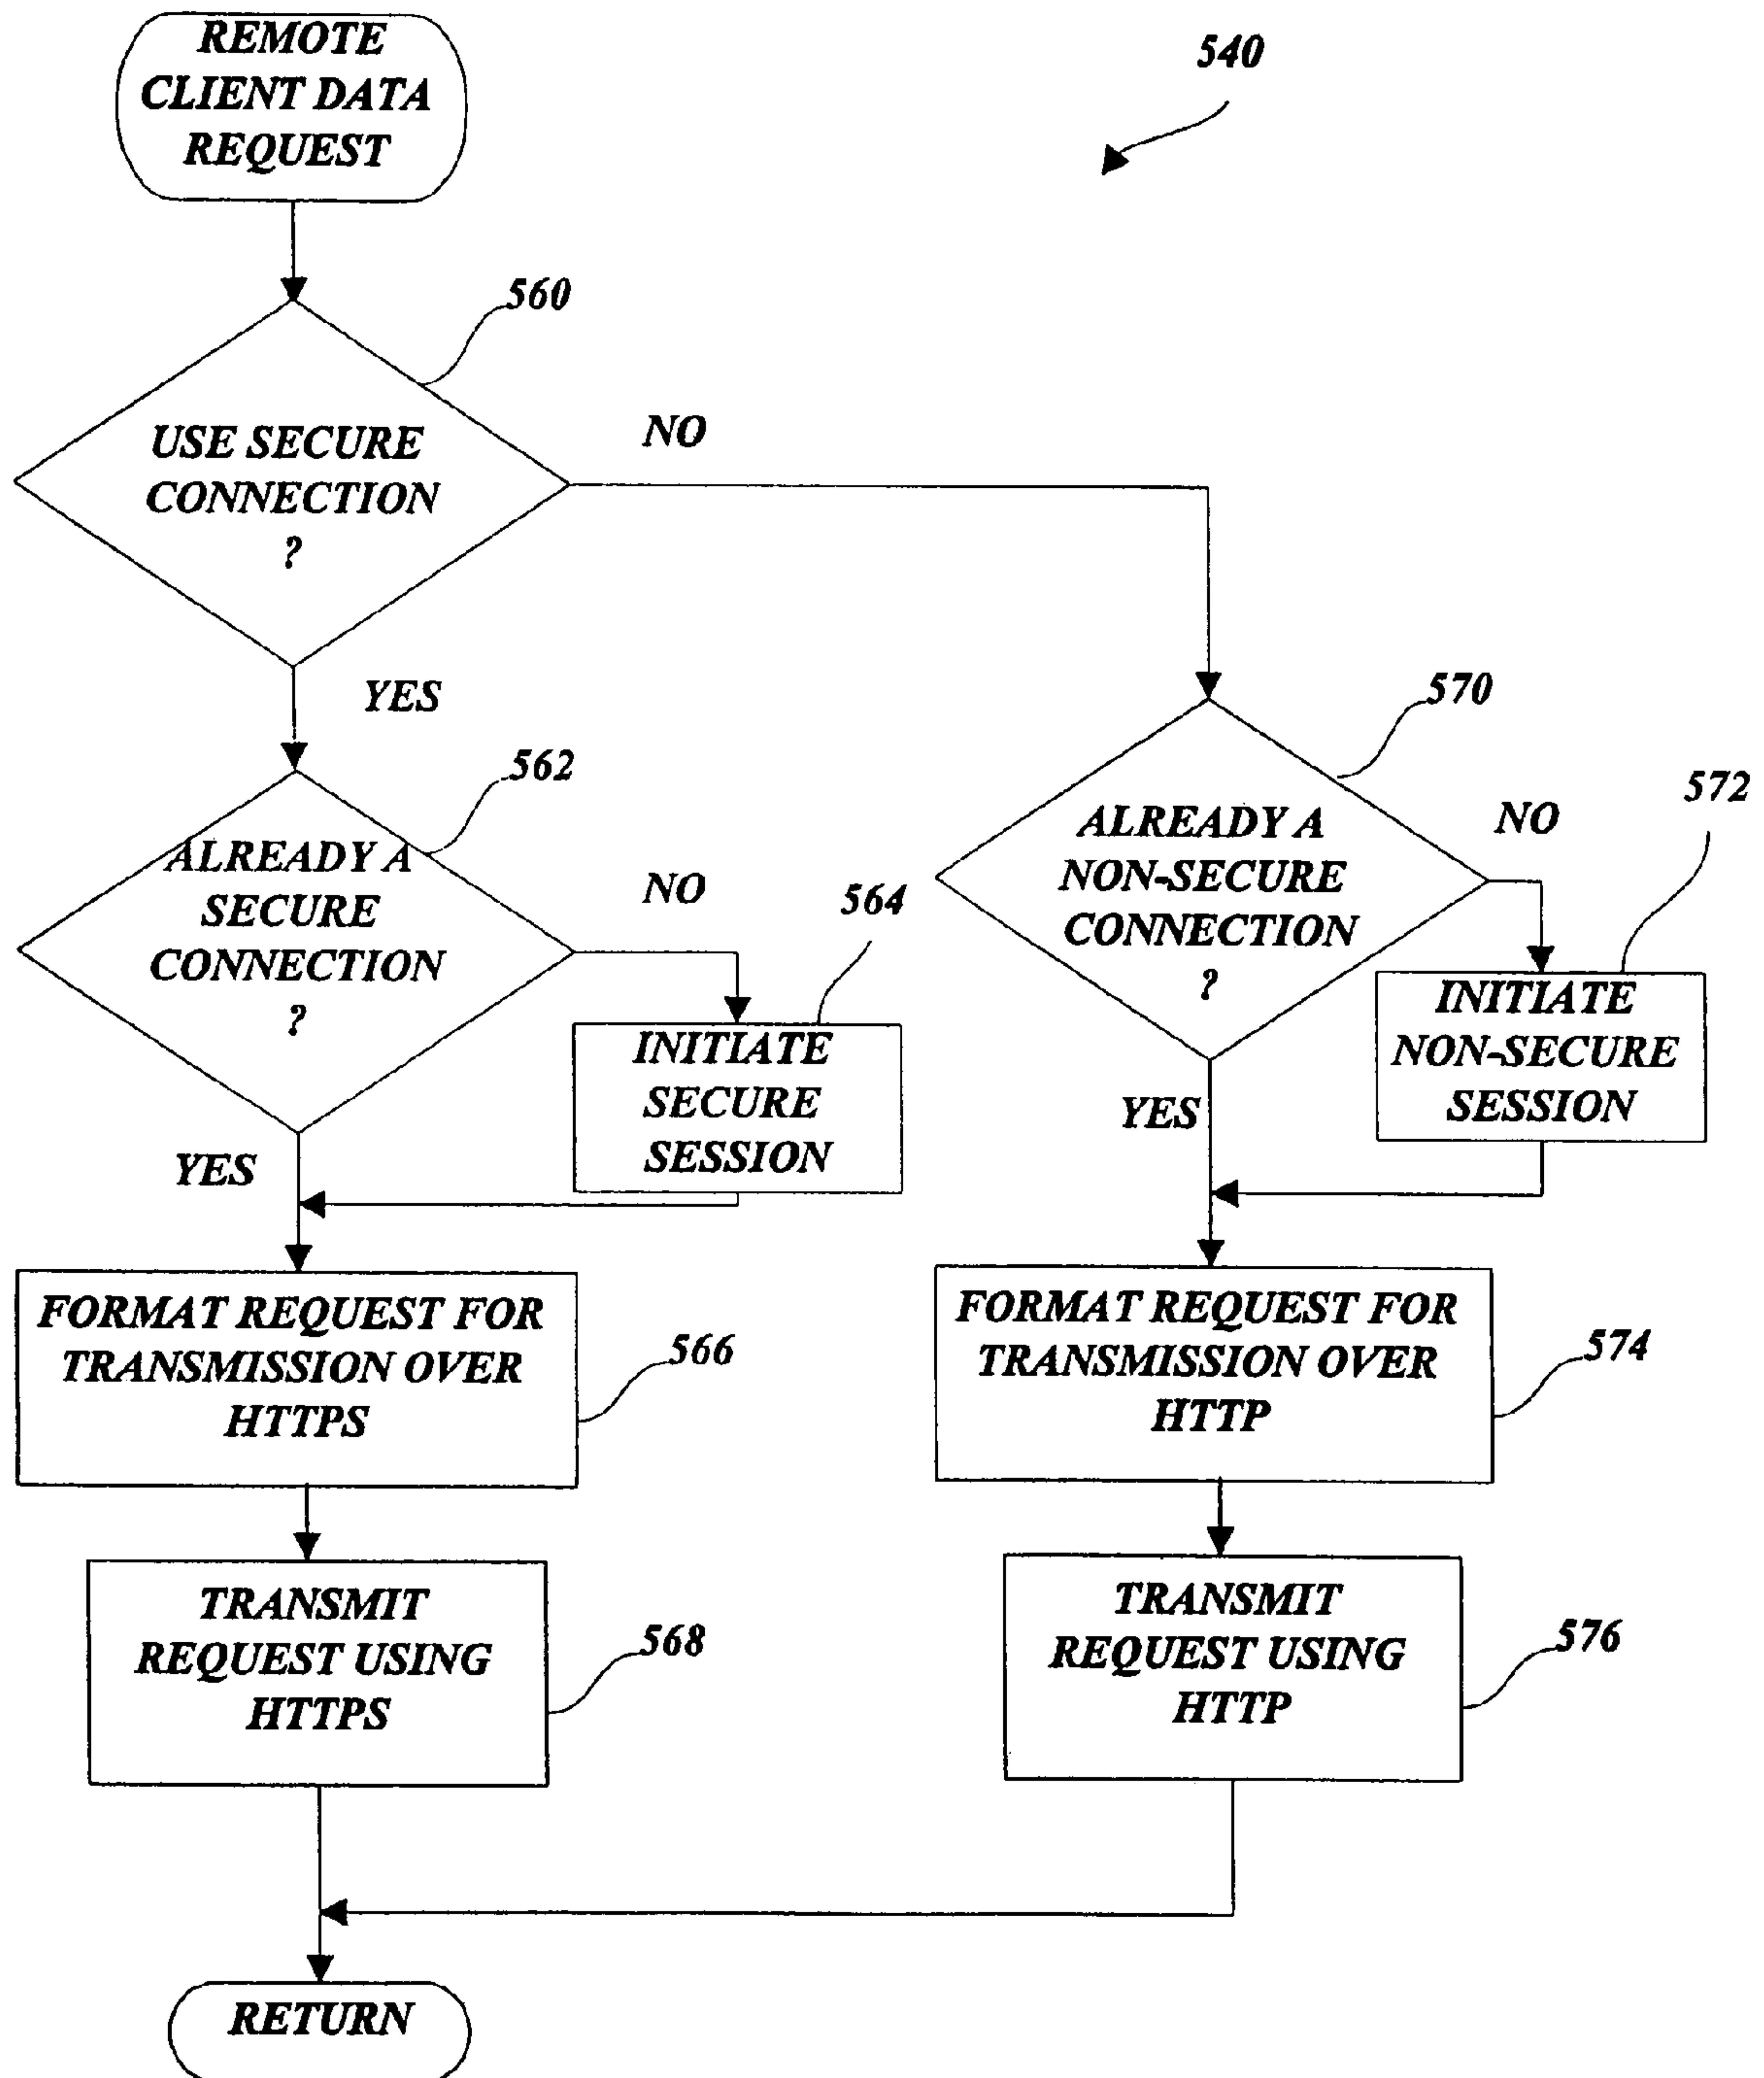 REMOTE
CLIENT DATA
REQUEST
540
560
USE SECURE
CONNECTION
?
NO
YES
562
ALREADY A
SECURE
CONNECTION
?
NO
564
INITIATE
SECURE
SESSION
YES
FORMAT REQUEST FOR
TRANSMISSION OVER
HTTPS
566
TRANSMIT
REQUEST USING
HTTPS
568
570
ALREADY A
NON-SECURE
CONNECTION
?
NO
572
INITIATE
NON-SECURE
SESSION
YES
FORMAT REQUEST FOR
TRANSMISSION OVER
HTTP
574
TRANSMIT
REQUEST USING
HTTP
576
RETURN